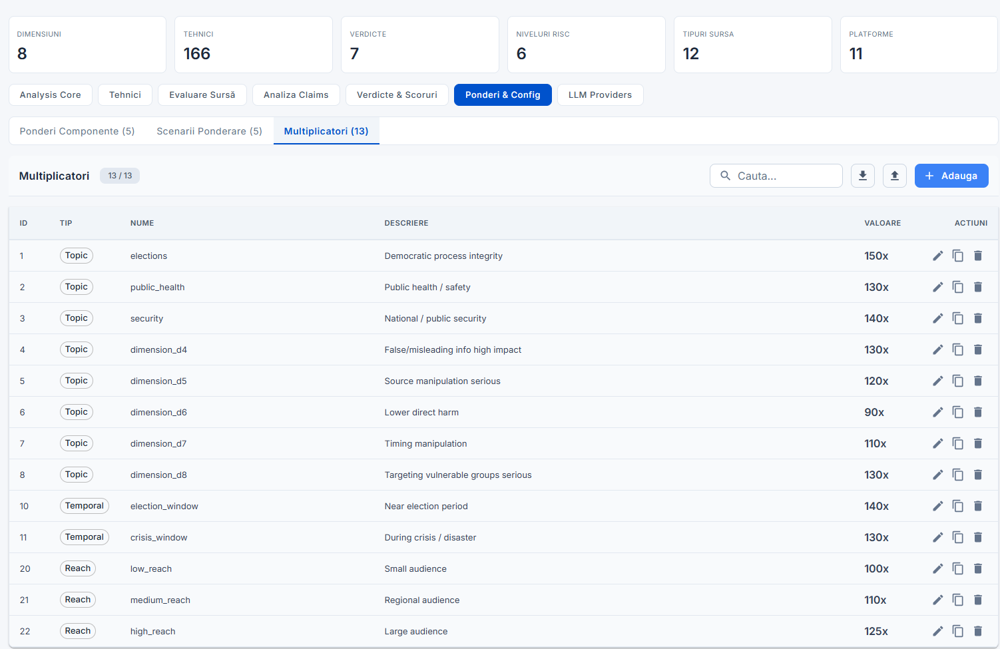 DIMENSIUNI TEHNICI VERDICTE NIVELURI RISC TIPURI SURSA PLATFORME
8 166 7 6 12 11
Analysis Core Tehnici Evaluare Sursă Analiza Claims Verdicte & Scoruri Ponderi & Config LLM Providers
Ponderi Componente (5) Scenarii Ponderare (5) Multiplicatori (13)
Multiplicatori 13 / 13 Cauta... + Adauga
ID TIP NUME DESCRIERE VALOARE ACTIUNI
1 Topic elections Democratic process integrity 150x
2 Topic public_health Public health / safety 130x
3 Topic security National / public security 140x
4 Topic dimension_d4 False/misleading info high impact 130x
5 Topic dimension_d5 Source manipulation serious 120x
6 Topic dimension_d6 Lower direct harm 90x
7 Topic dimension_d7 Timing manipulation 110x
8 Topic dimension_d8 Targeting vulnerable groups serious 130x
10 Temporal election_window Near election period 140x
11 Temporal crisis_window During crisis / disaster 130x
20 Reach low_reach Small audience 100x
21 Reach medium_reach Regional audience 110x
22 Reach high_reach Large audience 125x